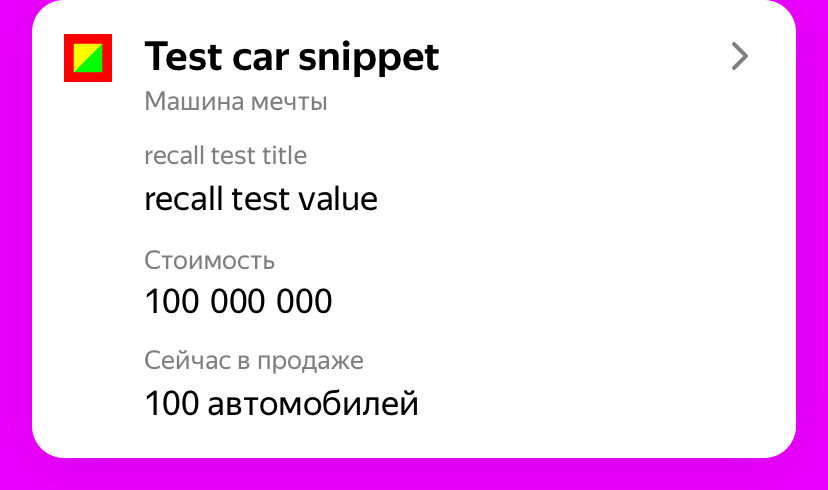 Test car snippet
Машина мечты
recall test title
recall test value
Стоимость
100 000 000
Сейчас в продаже
100 автомобилей